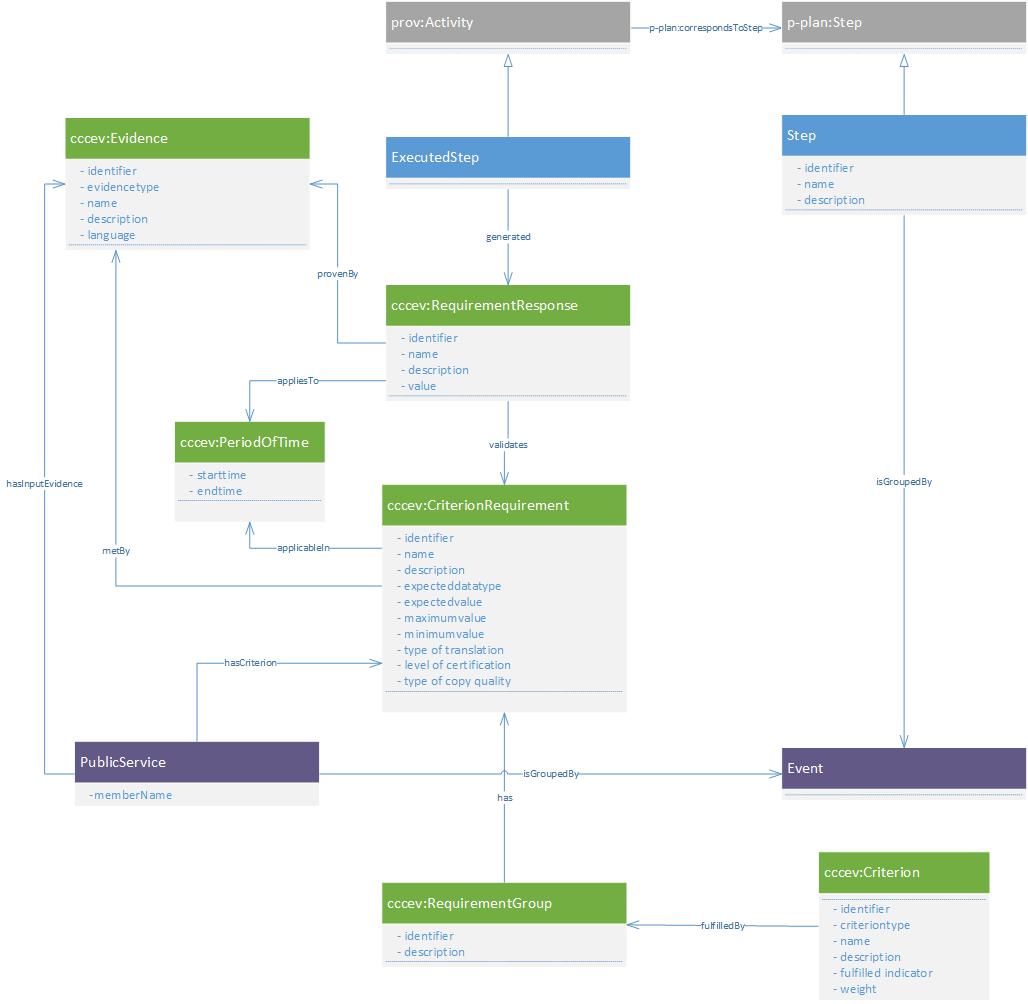 prov:Activity
p-plan:correspondsToStep
p-plan:Step
cccev:Evidence
- identifier
- evidencetype
- name
- description
- language
ExecutedStep
Step
- identifier
- name
- description
generated
provenBy
cccev:RequirementResponse
- identifier
- name
- description
- value
appliesTo
cccev:PeriodOfTime
- starttime
- endtime
validates
hasInputEvidence
isGroupedBy
cccev:CriterionRequirement
- identifier
- name
- description
- expecteddatatype
- expectedvalue
- maximumvalue
- minimumvalue
- type of translation
- level of certification
- type of copy quality
applicableIn
metBy
hasCriterion
PublicService
-memberName
isGroupedBy
Event
has
cccev:RequirementGroup
- identifier
- description
fulfilledBy
cccev:Criterion
- identifier
- criteriontype
- name
- description
- fulfilled indicator
- weight